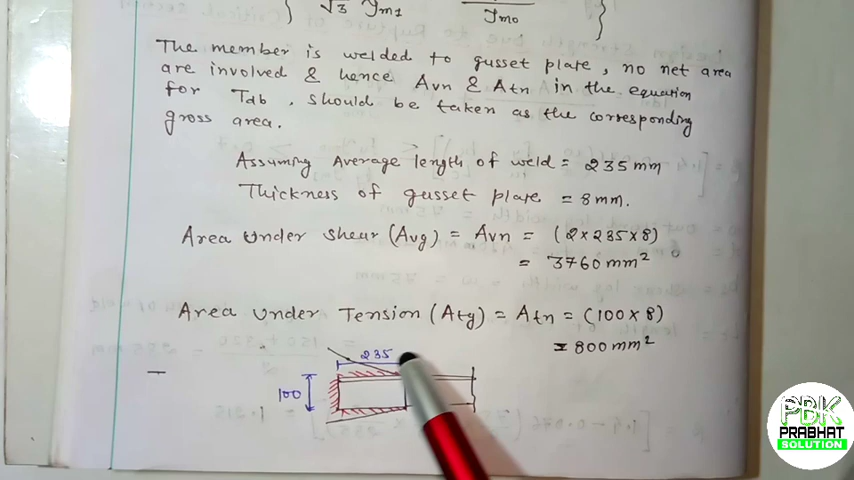 √3 γm1 γm0
The member is welded to gusset plate, no net area
are involved & hence Avn & Atn in the equation
for Tdb, should be taken as the corresponding
gross area.
Assuming Average length of weld = 235 mm
Thickness of gusset plate = 8 mm.
Area Under shear (Avg) = Avn = (2×235×8)
= 3760 mm²
Area Under Tension (Atg) = Atn = (100×8)
= 800 mm²
235
100
PBK
PRABHAT
SOLUTION